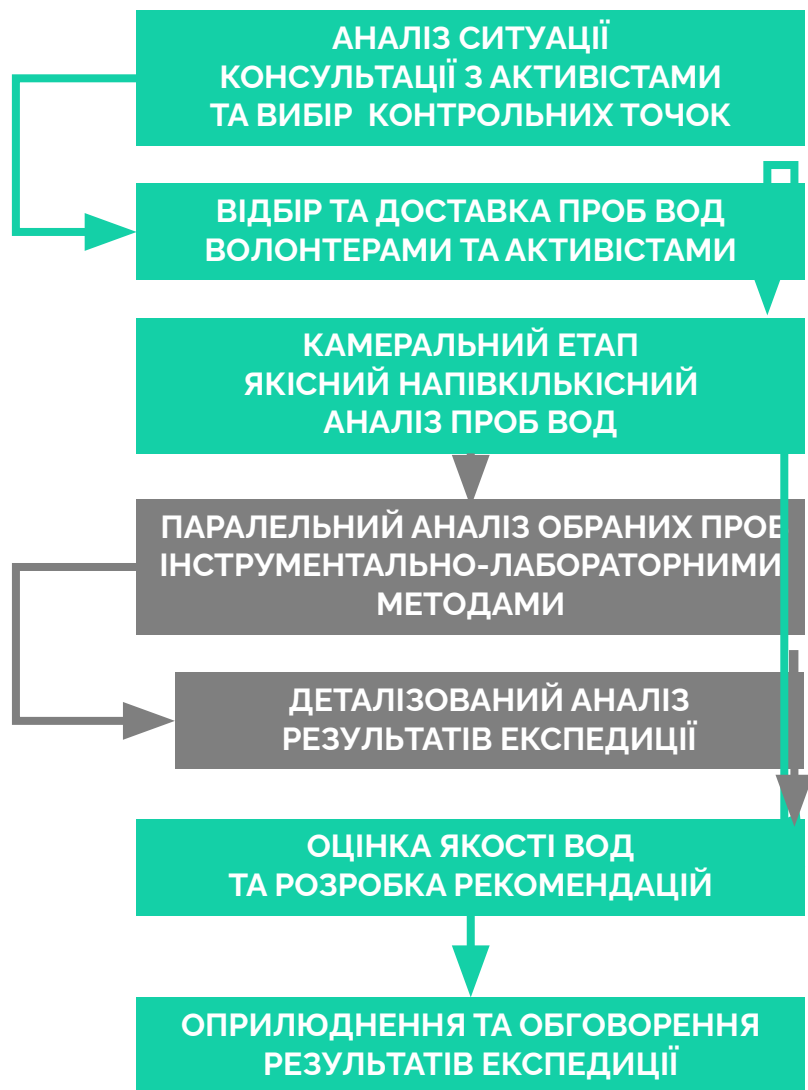 АНАЛІЗ СИТУАЦІЇ
КОНСУЛЬТАЦІЇ З АКТИВІСТАМИ
ТА ВИБІР КОНТРОЛЬНИХ ТОЧОК
ВІДБІР ТА ДОСТАВКА ПРОБ ВОД
ВОЛОНТЕРАМИ ТА АКТИВІСТАМИ
КАМЕРАЛЬНИЙ ЕТАП
ЯКІСНИЙ НАПІВКІЛЬКІСНИЙ
АНАЛІЗ ПРОБ ВОД
ПАРАЛЕЛЬНИЙ АНАЛІЗ ОБРАНИХ ПРОБ
ІНСТРУМЕНТАЛЬНО-ЛАБОРАТОРНИМИ
МЕТОДАМИ
ДЕТАЛІЗОВАНИЙ АНАЛІЗ
РЕЗУЛЬТАТІВ ЕКСПЕДИЦІЇ
ОЦІНКА ЯКОСТІ ВОД
ТА РОЗРОБКА РЕКОМЕНДАЦІЙ
ОПРИЛЮДНЕННЯ ТА ОБГОВОРЕННЯ
РЕЗУЛЬТАТІВ ЕКСПЕДИЦІЇ